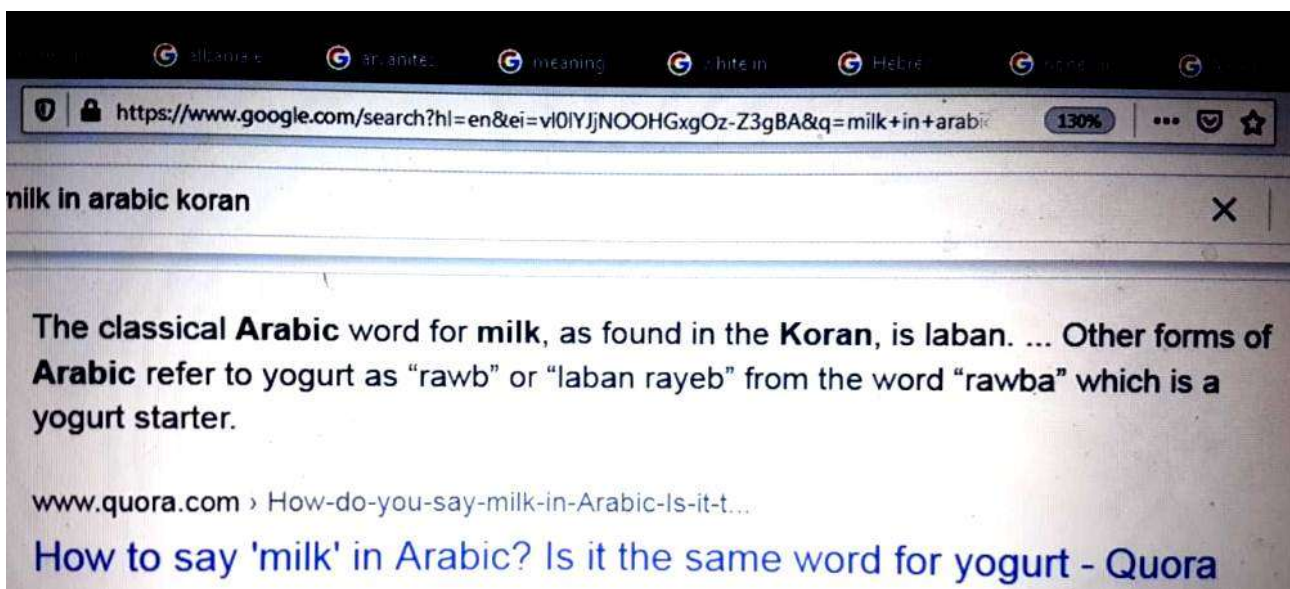 meaning
https://www.google.com/search?hl=en&ei=vl0lYJjNOOHGxgOz-Z3gBA&q=milk+in+arabic
130%
milk in arabic koran
The classical Arabic word for milk, as found in the Koran, is laban. ... Other forms of
Arabic refer to yogurt as “rawb” or “laban rayeb” from the word “rawba” which is a
yogurt starter.
www.quora.com › How-do-you-say-milk-in-Arabic-Is-it-t...
How to say 'milk' in Arabic? Is it the same word for yogurt - Quora